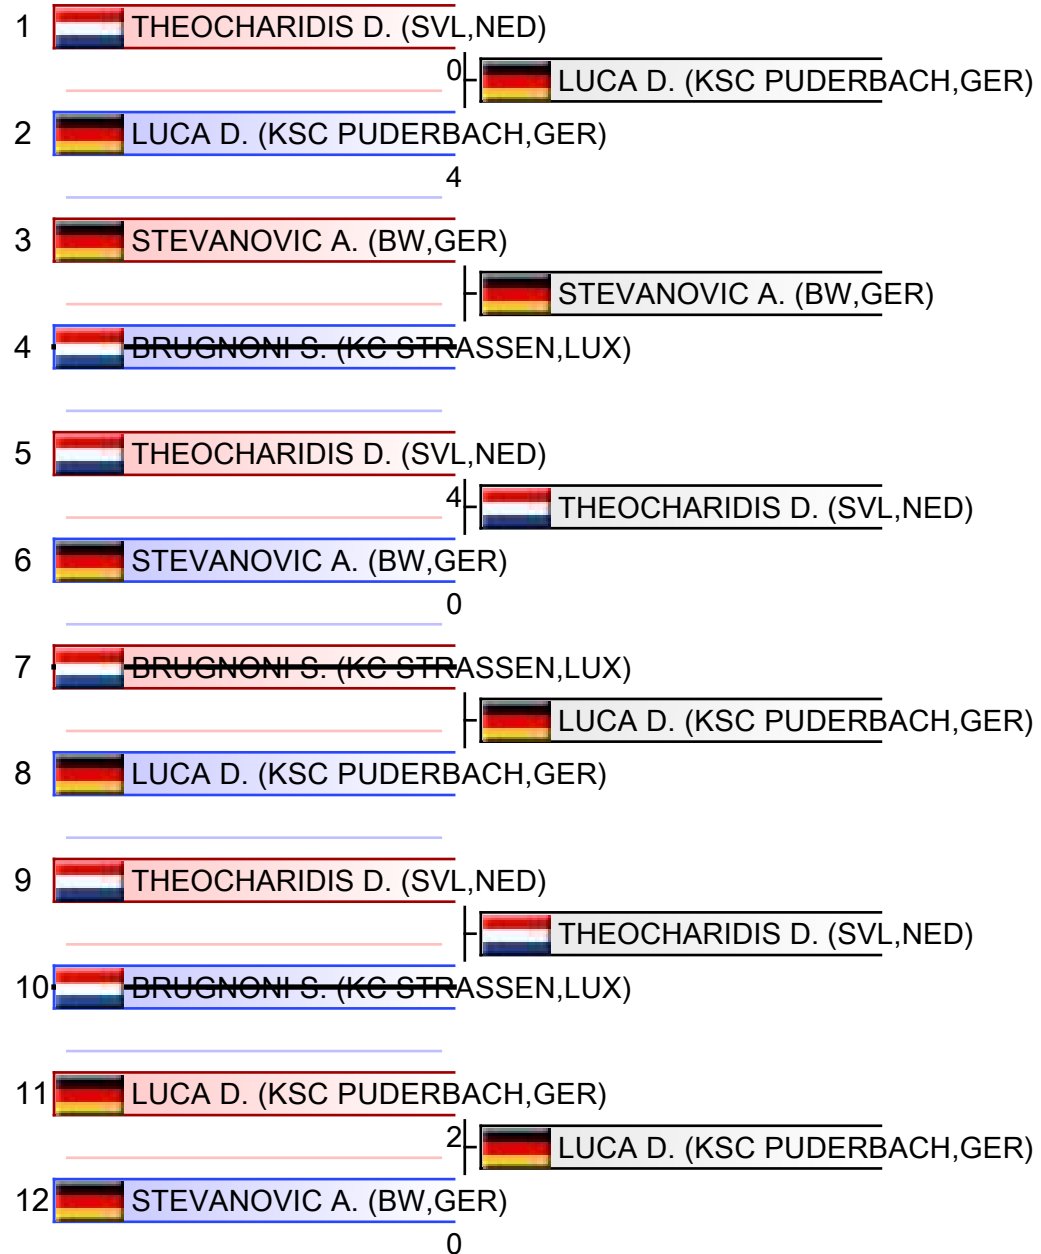 1 THEOCHARIDIS D. (SVL,NED)
0 LUCA D. (KSC PUDERBACH,GER)
2 LUCA D. (KSC PUDERBACH,GER)
4
3 STEVANOVIC A. (BW,GER)
STEVANOVIC A. (BW,GER)
4 BRUGNONI S. (KC STRASSEN,LUX)
5 THEOCHARIDIS D. (SVL,NED)
4 THEOCHARIDIS D. (SVL,NED)
6 STEVANOVIC A. (BW,GER)
0
7 BRUGNONI S. (KC STRASSEN,LUX)
LUCA D. (KSC PUDERBACH,GER)
8 LUCA D. (KSC PUDERBACH,GER)
9 THEOCHARIDIS D. (SVL,NED)
THEOCHARIDIS D. (SVL,NED)
10 BRUGNONI S. (KC STRASSEN,LUX)
11 LUCA D. (KSC PUDERBACH,GER)
2 LUCA D. (KSC PUDERBACH,GER)
12 STEVANOVIC A. (BW,GER)
0